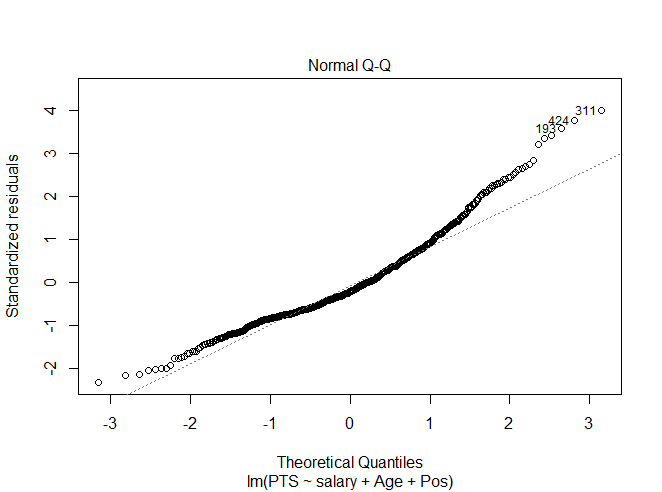 Normal Q-Q
Standardized residuals
4
3
2
1
0
-1
-2
311
424
193
-3 -2 -1 0 1 2 3
Theoretical Quantiles
lm(PTS ~ salary + Age + Pos)